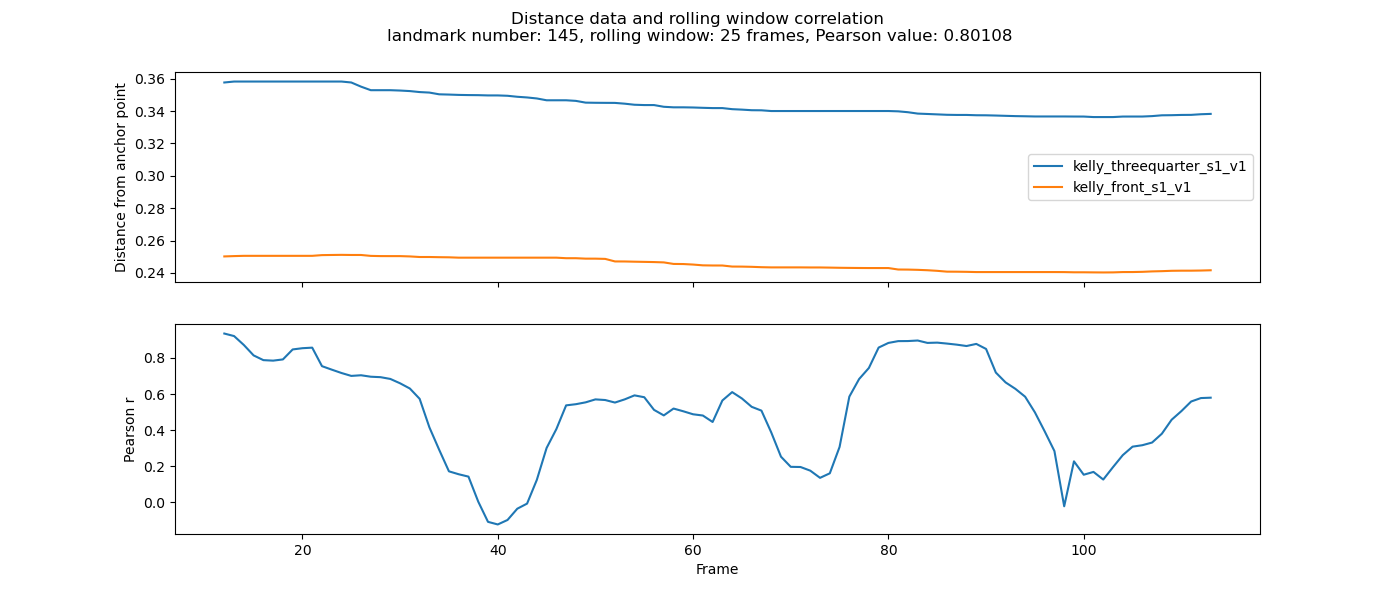 Distance data and rolling window correlation
landmark number: 145, rolling window: 25 frames, Pearson value: 0.80108
Distance from anchor point
0.36
0.34
0.32
0.30
0.28
0.26
0.24
kelly_threequarter_s1_v1
kelly_front_s1_v1
Pearson r
0.8
0.6
0.4
0.2
0.0
20 40 60 80 100
Frame